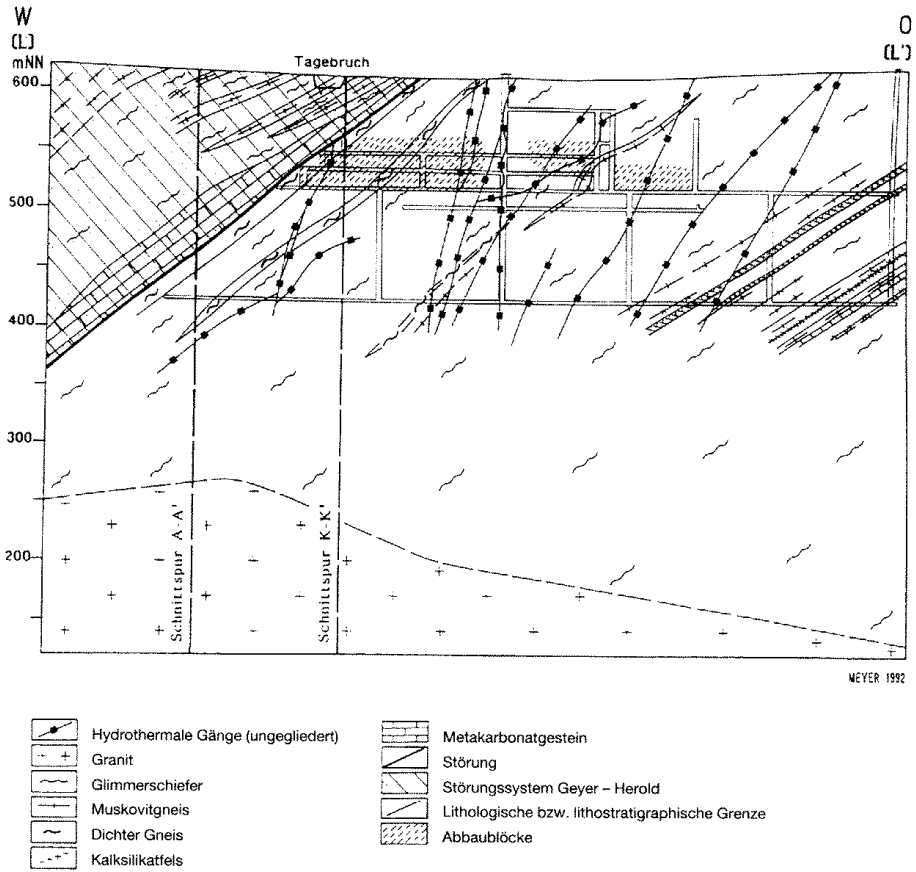 W
(L)
mNN
O
(L')
Tagebruch
600
500
400
300
200
Schnittspur A-A'
Schnittspur K-K'
MEYER 1992
Hydrothermale Gänge (ungegliedert)
Granit
Glimmerschiefer
Muskovitgneis
Dichter Gneis
Kalksilikatfels
Metakarbonatgestein
Störung
Störungssystem Geyer – Herold
Lithologische bzw. lithostratigraphische Grenze
Abbaublöcke